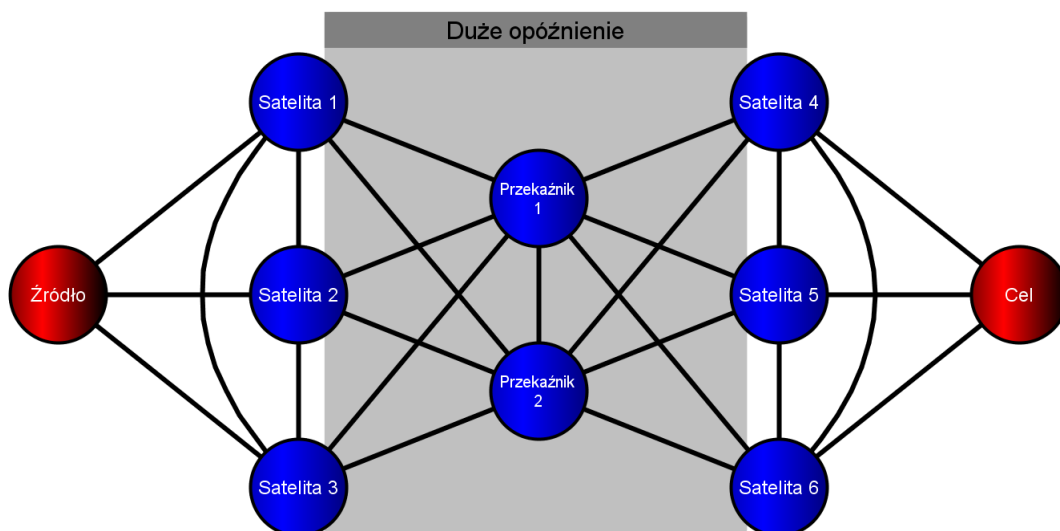 Duże opóźnienie
Satelita 1
Satelita 4
Przekaźnik
1
Źródło
Satelita 2
Satelita 5
Cel
Przekaźnik
2
Satelita 3
Satelita 6